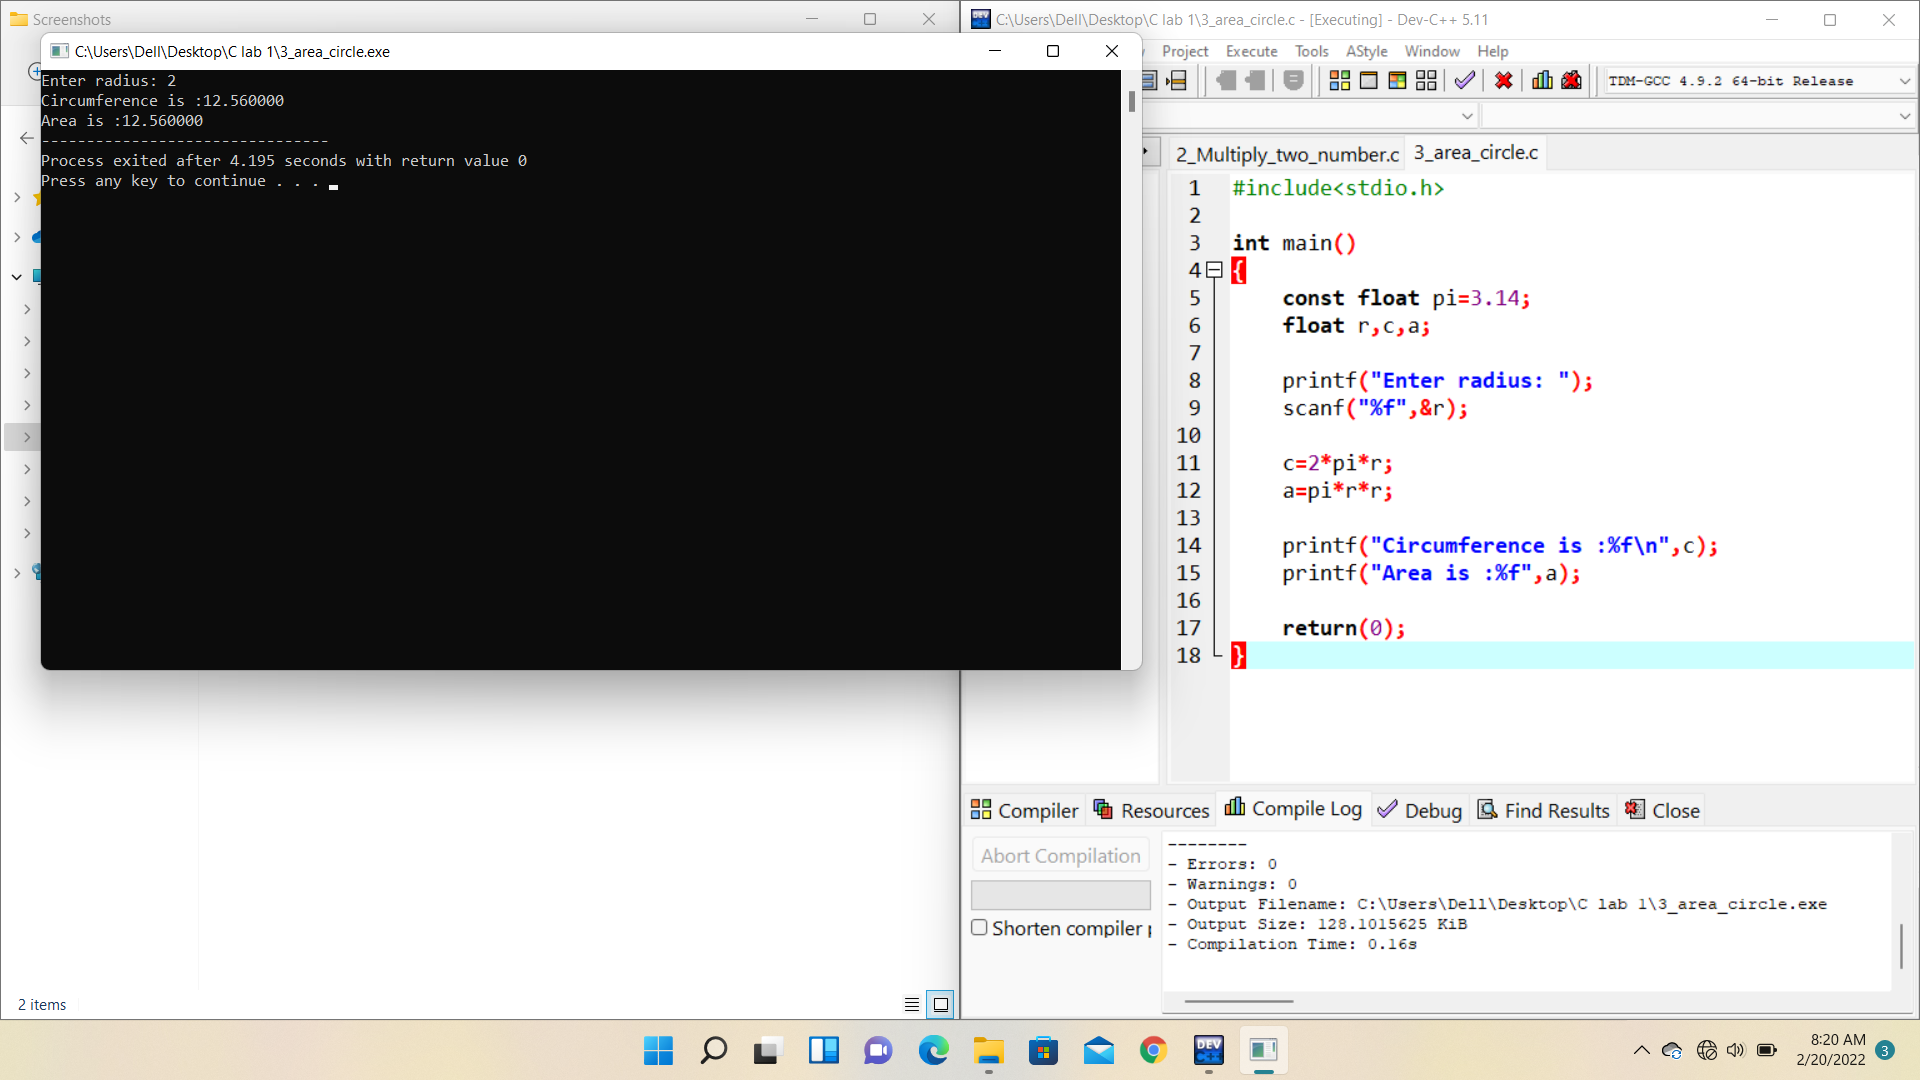 Screenshots
C:\Users\Dell\Desktop\C lab 1\3_area_circle.exe
Enter radius: 2
Circumference is :12.560000
Area is :12.560000
--------------------------------
Process exited after 4.195 seconds with return value 0
Press any key to continue . . .
2 items
C:\Users\Dell\Desktop\C lab 1\3_area_circle.c - [Executing] - Dev-C++ 5.11
Project Execute Tools AStyle Window Help
TDM-GCC 4.9.2 64-bit Release
2_Multiply_two_number.c 3_area_circle.c
1 #include<stdio.h>
2
3 int main()
4 {
5 const float pi=3.14;
6 float r,c,a;
7
8 printf("Enter radius: ");
9 scanf("%f",&r);
10
11 c=2*pi*r;
12 a=pi*r*r;
13
14 printf("Circumference is :%f\n",c);
15 printf("Area is :%f",a);
16
17 return(0);
18 }
Compiler Resources Compile Log Debug Find Results Close
Abort Compilation
Shorten compiler
--------
- Errors: 0
- Warnings: 0
- Output Filename: C:\Users\Dell\Desktop\C lab 1\3_area_circle.exe
- Output Size: 128.1015625 KiB
- Compilation Time: 0.16s
DEV
C++
8:20 AM
2/20/2022
3